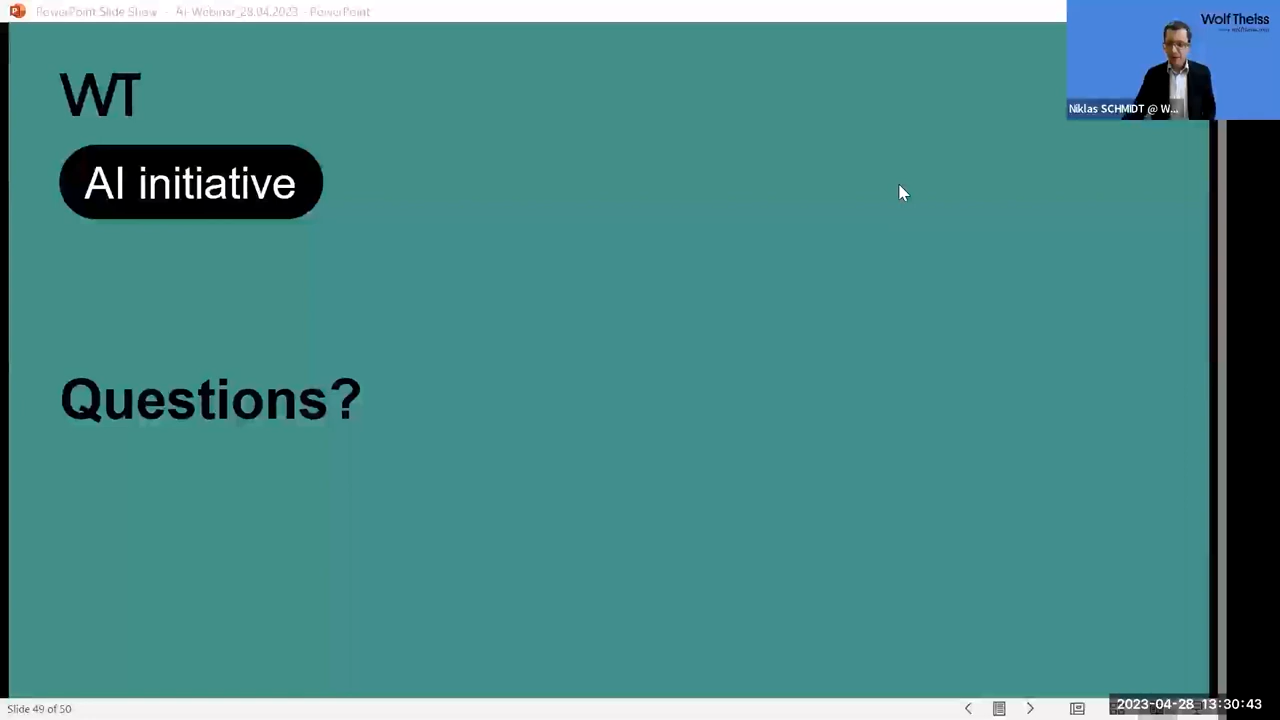 PowerPoint Slide Show - AI-Webinar_28.04.2023 - PowerPoint
Wolf Theiss
Niklas SCHMIDT @ W...
WT
AI initiative
Questions?
Slide 49 of 50
2023-04-28 13:30:43